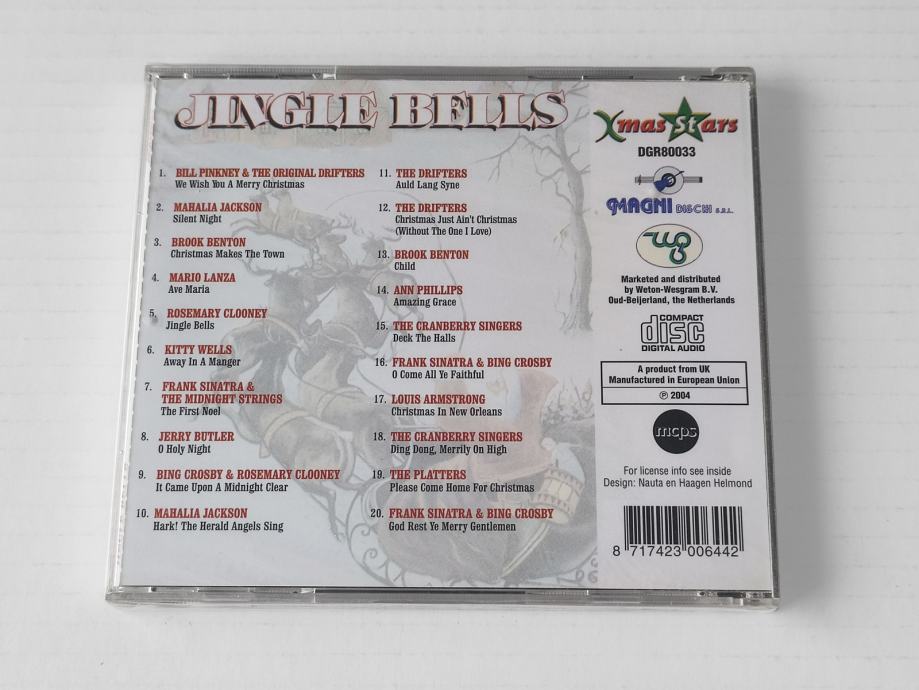 JINGLE BELLS
1. BILL PINKNEY & THE ORIGINAL DRIFTERS
We Wish You A Merry Christmas
2. MAHALIA JACKSON
Silent Night
3. BROOK BENTON
Christmas Makes The Town
4. MARIO LANZA
Ave Maria
5. ROSEMARY CLOONEY
Jingle Bells
6. KITTY WELLS
Away In A Manger
7. FRANK SINATRA &
THE MIDNIGHT STRINGS
The First Noel
8. JERRY BUTLER
O Holy Night
9. BING CROSBY & ROSEMARY CLOONEY
It Came Upon A Midnight Clear
10. MAHALIA JACKSON
Hark! The Herald Angels Sing
11. THE DRIFTERS
Auld Lang Syne
12. THE DRIFTERS
Christmas Just Ain't Christmas
(Without The One I Love)
13. BROOK BENTON
Child
14. ANN PHILLIPS
Amazing Grace
15. THE CRANBERRY SINGERS
Deck The Halls
16. FRANK SINATRA & BING CROSBY
O Come All Ye Faithful
17. LOUIS ARMSTRONG
Christmas In New Orleans
18. THE CRANBERRY SINGERS
Ding Dong, Merrily On High
19. THE PLATTERS
Please Come Home For Christmas
20. FRANK SINATRA & BING CROSBY
God Rest Ye Merry Gentlemen
Xmas Stars
DGR80033
MAGNI DISCHI S.R.L.
wg
Marketed and distributed
by Weton-Wesgram B.V.
Oud-Beijerland, the Netherlands
COMPACT
disc
DIGITAL AUDIO
A product from UK
Manufactured in European Union
℗ 2004
mcps
For license info see inside
Design: Nauta en Haagen Helmond
8 717423 006442